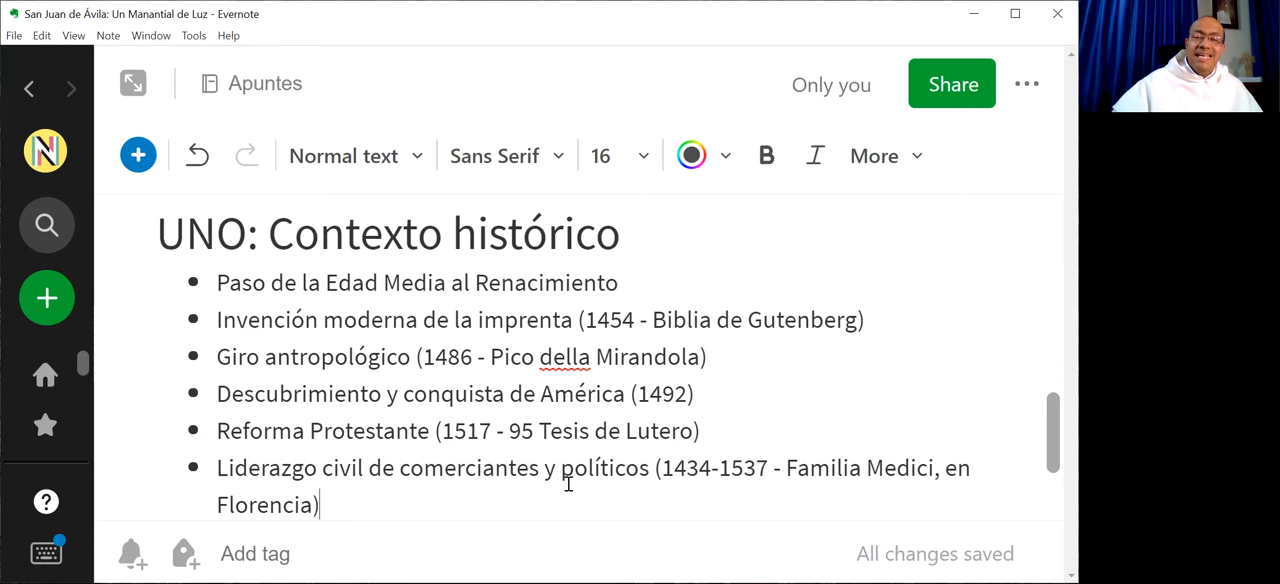 San Juan de Ávila: Un Manantial de Luz - Evernote
File Edit View Note Window Tools Help
Apuntes
Only you
Share
Normal text
Sans Serif
16
B
I
More
UNO: Contexto histórico
Paso de la Edad Media al Renacimiento
Invención moderna de la imprenta (1454 - Biblia de Gutenberg)
Giro antropológico (1486 - Pico della Mirandola)
Descubrimiento y conquista de América (1492)
Reforma Protestante (1517 - 95 Tesis de Lutero)
Liderazgo civil de comerciantes y políticos (1434-1537 - Familia Medici, en
Florencia)
Add tag
All changes saved